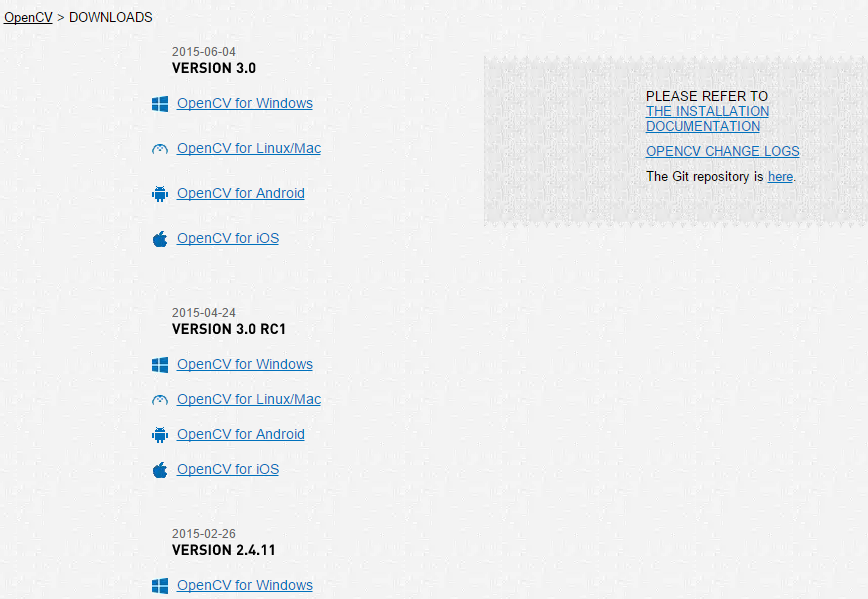 OpenCV > DOWNLOADS
2015-06-04
VERSION 3.0
OpenCV for Windows
OpenCV for Linux/Mac
OpenCV for Android
OpenCV for iOS
PLEASE REFER TO
THE INSTALLATION
DOCUMENTATION
OPENCV CHANGE LOGS
The Git repository is here.
2015-04-24
VERSION 3.0 RC1
OpenCV for Windows
OpenCV for Linux/Mac
OpenCV for Android
OpenCV for iOS
2015-02-26
VERSION 2.4.11
OpenCV for Windows